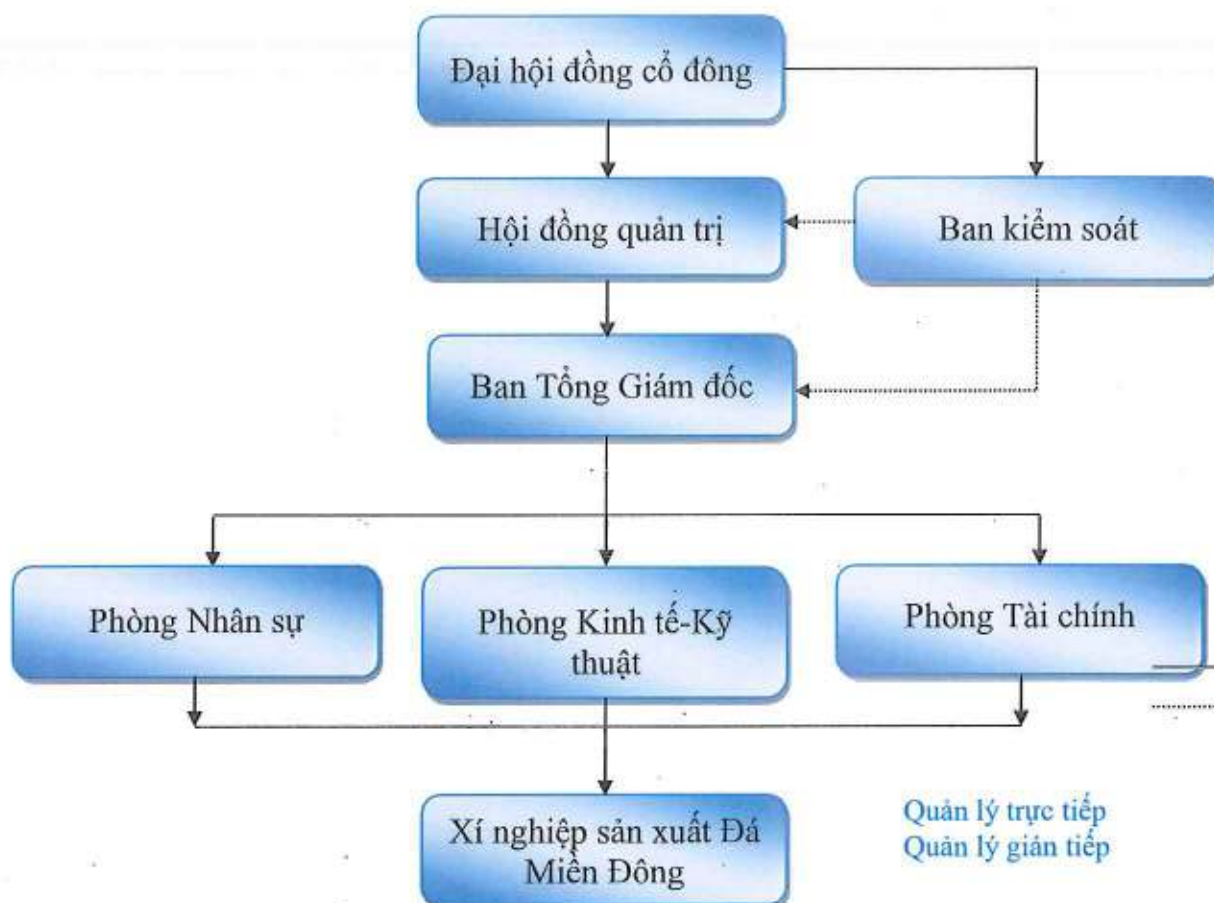 Đại hội đồng cổ đông
Hội đồng quản trị
Ban kiểm soát
Ban Tổng Giám đốc
Phòng Nhân sự
Phòng Kinh tế-Kỹ
thuật
Phòng Tài chính
Xí nghiệp sản xuất Đá
Miền Đông
Quản lý trực tiếp
Quản lý gián tiếp